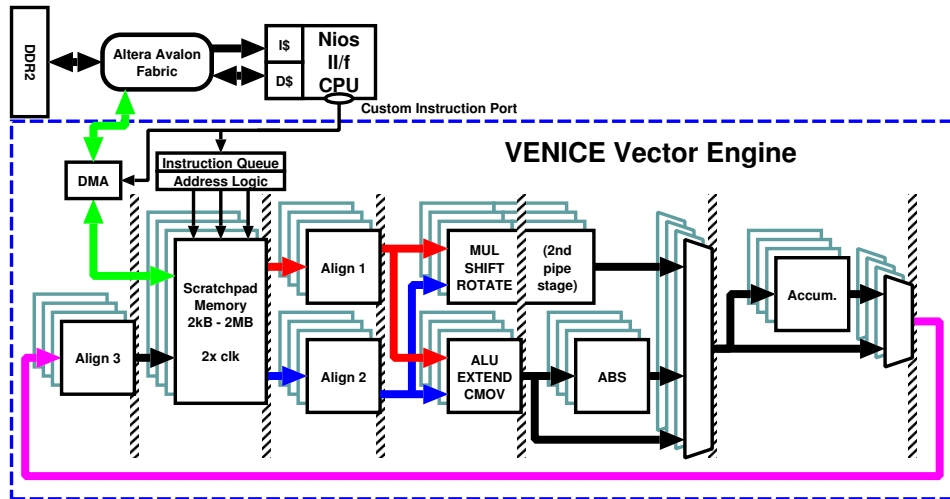 DDR2
Altera Avalon
Fabric
I$
D$
Nios
II/f
CPU
Custom Instruction Port
VENICE Vector Engine
DMA
Instruction Queue
Address Logic
Scratchpad
Memory
2kB - 2MB
2x clk
Align 1
Align 2
Align 3
MUL
SHIFT
ROTATE
(2nd
pipe
stage)
ALU
EXTEND
CMOV
ABS
Accum.